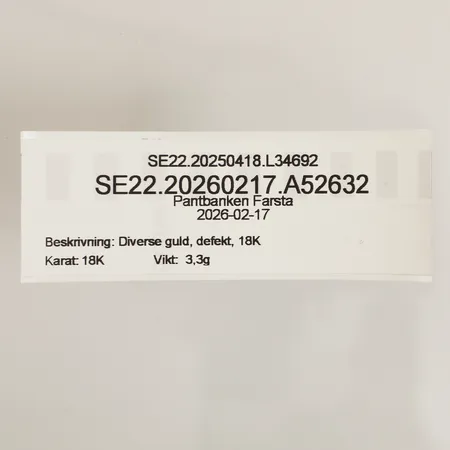 SE22.20250418.L34692
SE22.20260217.A52632
Pantbanken Farsta
2026-02-17
Beskrivning: Diverse guld, defekt, 18K
Karat: 18K Vikt: 3,3g